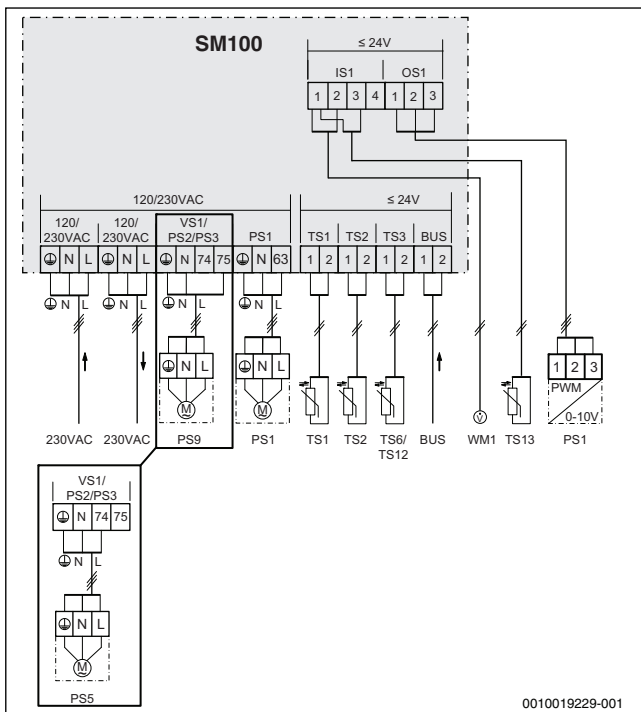 SM100
≤ 24V
IS1 OS1
1 2 3 4 1 2 3
120/230VAC ≤ 24V
120/ 120/ VS1/
230VAC 230VAC PS2/PS3 PS1 TS1 TS2 TS3 BUS
N L N L N 74 75 N 63 1 2 1 2 1 2 1 2
N L N L N L N L
N L N L 1 2 3
M M PWM
V 0-10V
230VAC 230VAC PS9 PS1 TS1 TS2 TS6/ BUS WM1 TS13 PS1
TS12
VS1/
PS2/PS3
N 74 75
N L
N L
M
PS5
0010019229-001